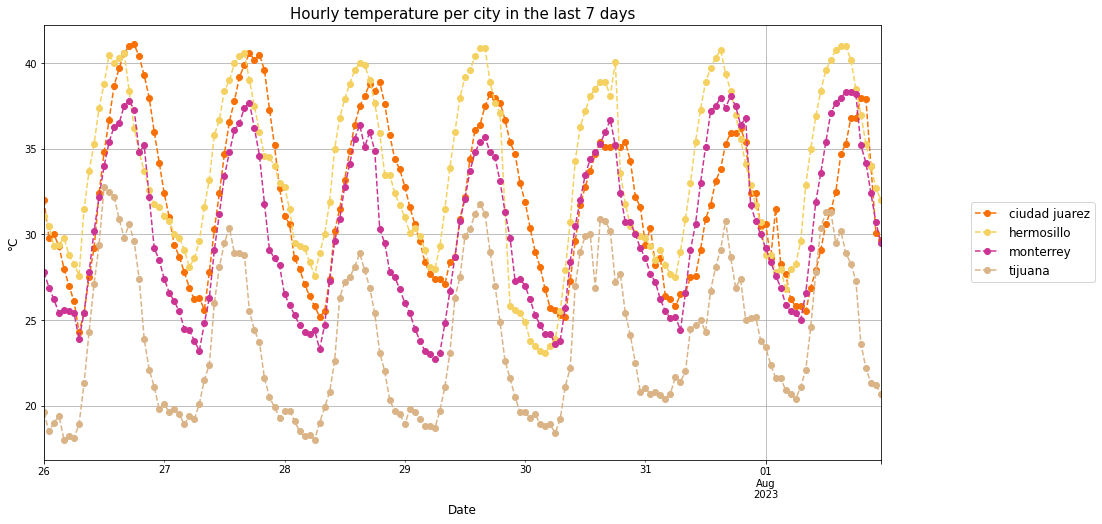 Hourly temperature per city in the last 7 days
40
35
30
25
20
°C
26
27
28
29
30
31
01
Aug
2023
Date
ciudad juarez
hermosillo
monterrey
tijuana